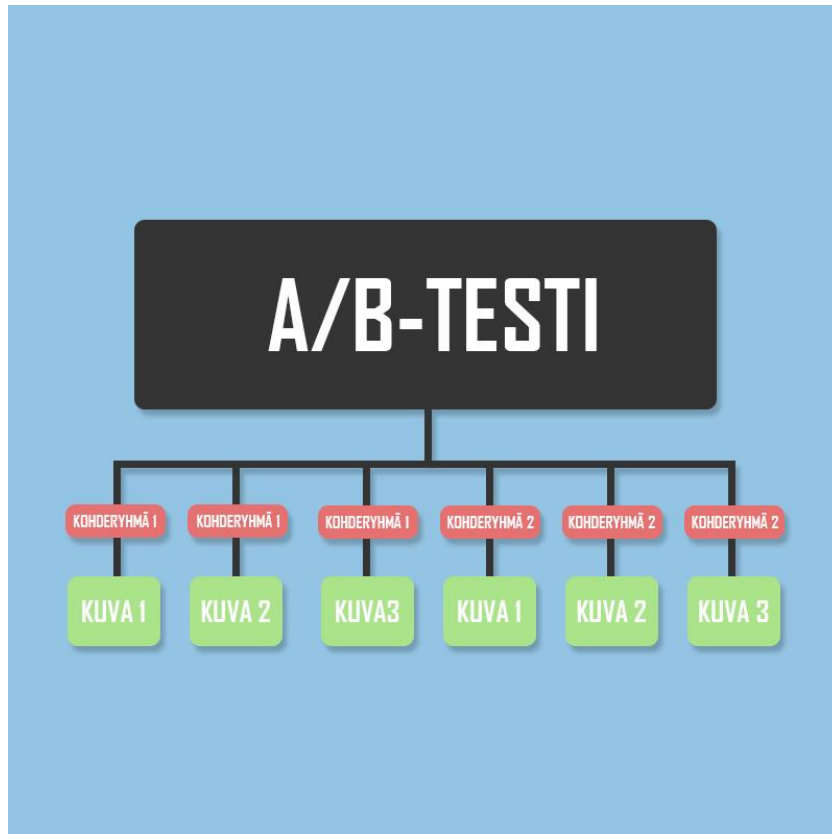 A/B-TESTI
KOHDERYHMÄ 1 KOHDERYHMÄ 1 KOHDERYHMÄ 1 KOHDERYHMÄ 2 KOHDERYHMÄ 2 KOHDERYHMÄ 2
KUVA 1 KUVA 2 KUVA3 KUVA 1 KUVA 2 KUVA 3